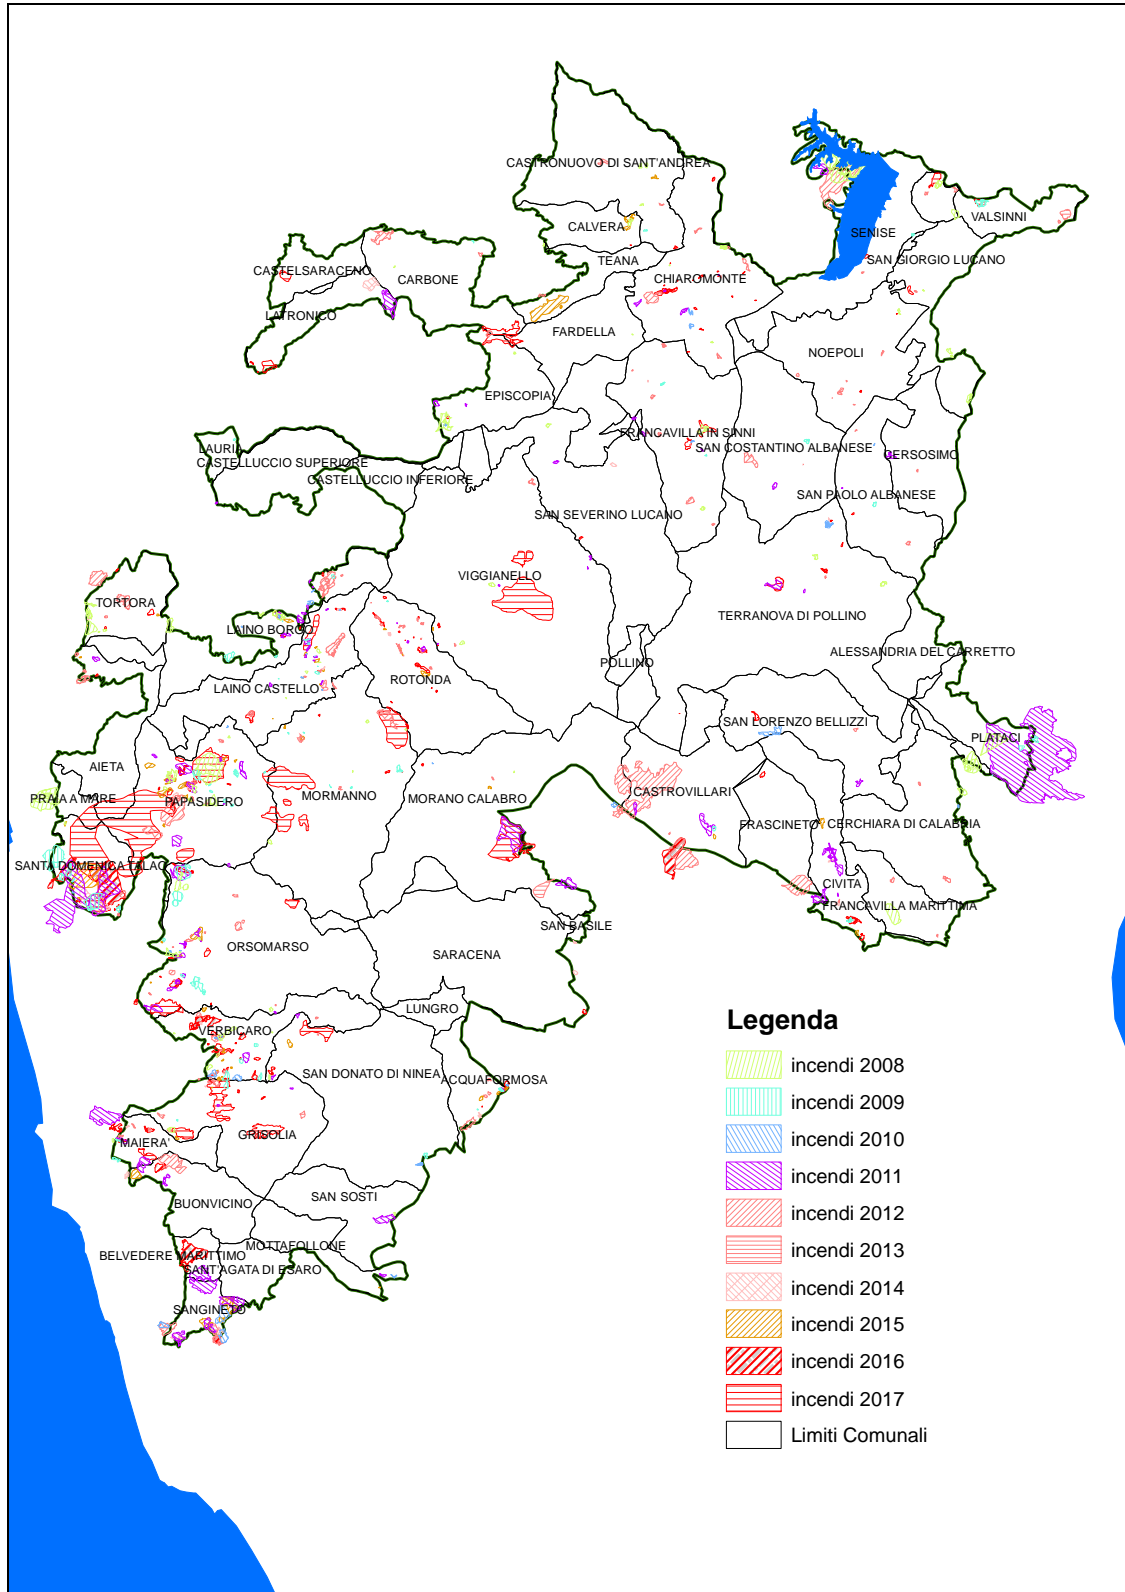 CASTRONUOVO DI SANT'ANDREA
VALSINNI
CALVERA
SENISE
TEANA
SAN GIORGIO LUCANO
CASTELSARACENO
CARBONE
CHIAROMONTE
LATRONICO
FARDELLA
NOEPOLI
EPISCOPIA
FRANCAVILLA IN SINNI
LAURIA
SAN COSTANTINO ALBANESE
CERSOSIMO
CASTELLUCCIO SUPERIORE
CASTELLUCCIO INFERIORE
SAN PAOLO ALBANESE
SAN SEVERINO LUCANO
VIGGIANELLO
TORTORA
TERRANOVA DI POLLINO
LAINO BORGO
ALESSANDRIA DEL CARRETTO
POLLINO
ROTONDA
LAINO CASTELLO
SAN LORENZO BELLIZZI
PLATACI
AIETA
CASTROVILLARI
PRAIA A MARE
PAPASIDERO
MORMANNO
MORANO CALABRO
FRASCINETO
CERCHIARA DI CALABRIA
SANTA DOMENICA TALAO
CIVITA
FRANCAVILLA MARITTIMA
SAN BASILE
ORSOMARSO
SARACENA
LUNGRO
VERBICARO
SAN DONATO DI NINEA
ACQUAFORMOSA
GRISOLIA
MAIERA'
SAN SOSTI
BUONVICINO
MOTTAFOLLONE
BELVEDERE MARITTIMO
SANT'AGATA DI ESARO
SANGINETO
Legenda
incendi 2008
incendi 2009
incendi 2010
incendi 2011
incendi 2012
incendi 2013
incendi 2014
incendi 2015
incendi 2016
incendi 2017
Limiti Comunali